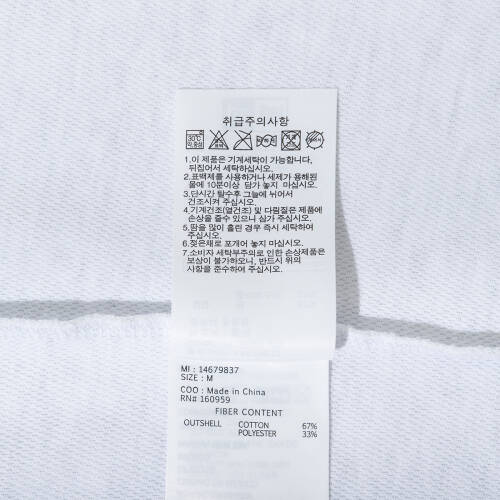 취급주의사항
30℃
약.중성
1.이 제품은 기계세탁이 가능합니다.
뒤집어서 세탁하십시오.
2.표백제를 사용하거나 세제가 용해된
물에 10분이상 담가 놓지 마십시오.
3.단시간 탈수후 그늘에 뉘어서
건조시켜 주십시오.
4.기계건조(열건조) 및 다림질은 제품에
손상을 줄수 있으니 삼가 주십시오.
5.땀을 많이 흘린 경우 즉시 세탁하여
주십시오.
6.젖은채로 포개어 놓지 마십시오.
7.소비자 세탁부주의로 인한 손상제품은
보상이 불가하오니, 반드시 위의
사항을 준수하여 주십시오.
MI : 14679837
SIZE : M
COO : Made in China
RN# 160959
FIBER CONTENT
OUTSHELL COTTON 67%
POLYESTER 33%